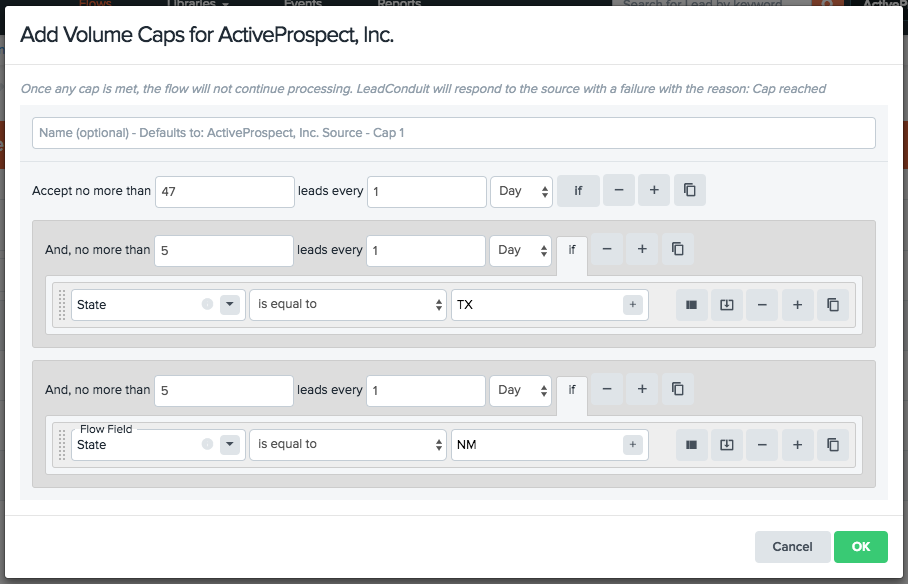 Flows Libraries Events Reports Search for Lead by keyword
Add Volume Caps for ActiveProspect, Inc.
Once any cap is met, the flow will not continue processing. LeadConduit will respond to the source with a failure with the reason: Cap reached
Name (optional) - Defaults to: ActiveProspect, Inc. Source - Cap 1
Accept no more than 47 leads every 1 Day if − +
And, no more than 5 leads every 1 Day if − +
State is equal to TX + − +
And, no more than 5 leads every 1 Day if − +
Flow Field
State is equal to NM + − +
Cancel OK